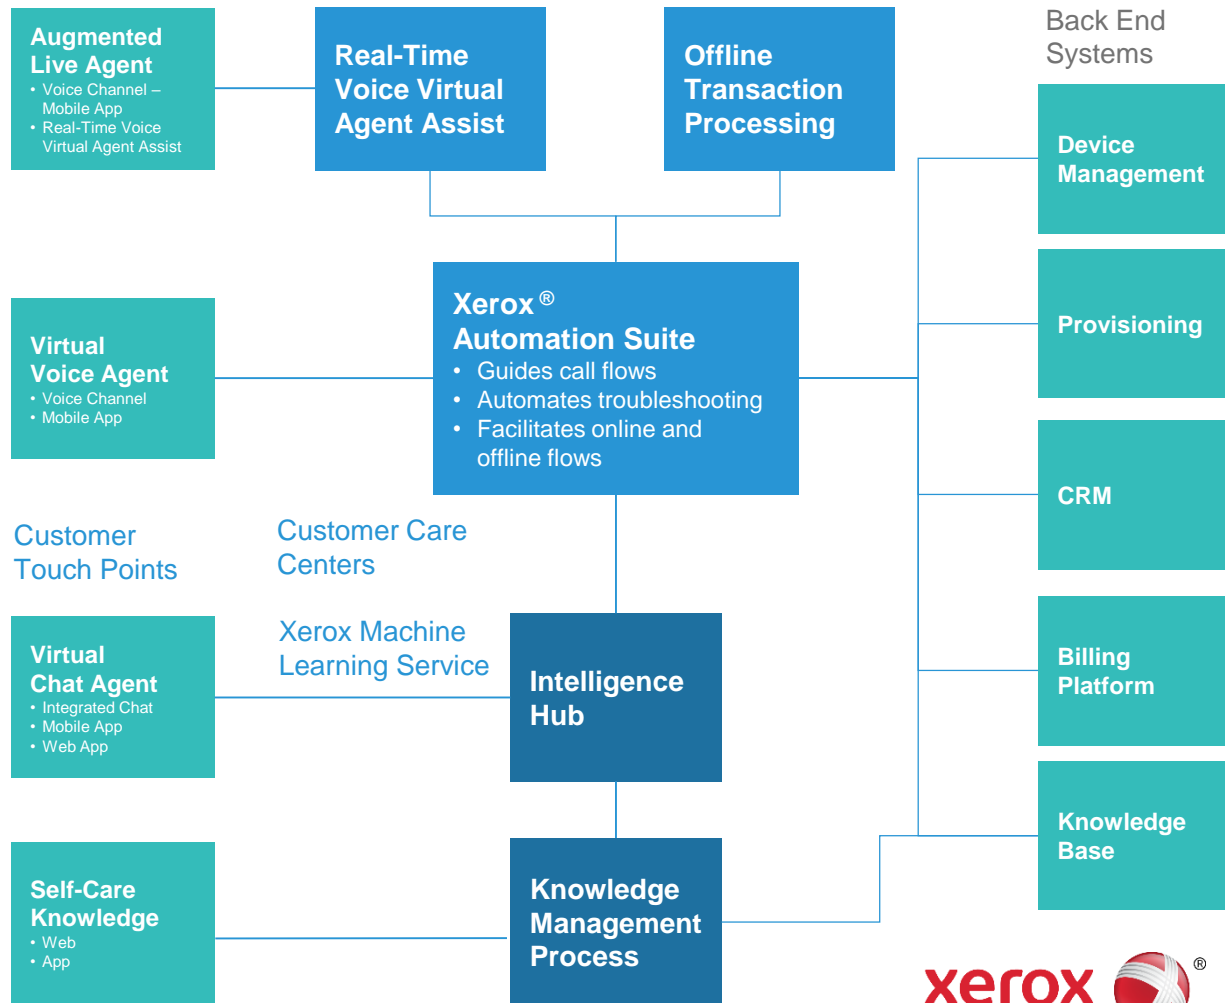 Augmented
Live Agent
• Voice Channel –
Mobile App
• Real-Time Voice
Virtual Agent Assist
Real-Time
Voice Virtual
Agent Assist
Offline
Transaction
Processing
Back End
Systems
Device
Management
Virtual
Voice Agent
• Voice Channel
• Mobile App
Xerox ®
Automation Suite
• Guides call flows
• Automates troubleshooting
• Facilitates online and
offline flows
Provisioning
CRM
Customer
Touch Points
Customer Care
Centers
Xerox Machine
Learning Service
Virtual
Chat Agent
• Integrated Chat
• Mobile App
• Web App
Intelligence
Hub
Billing
Platform
Knowledge
Base
Self-Care
Knowledge
• Web
• App
Knowledge
Management
Process
xerox ®